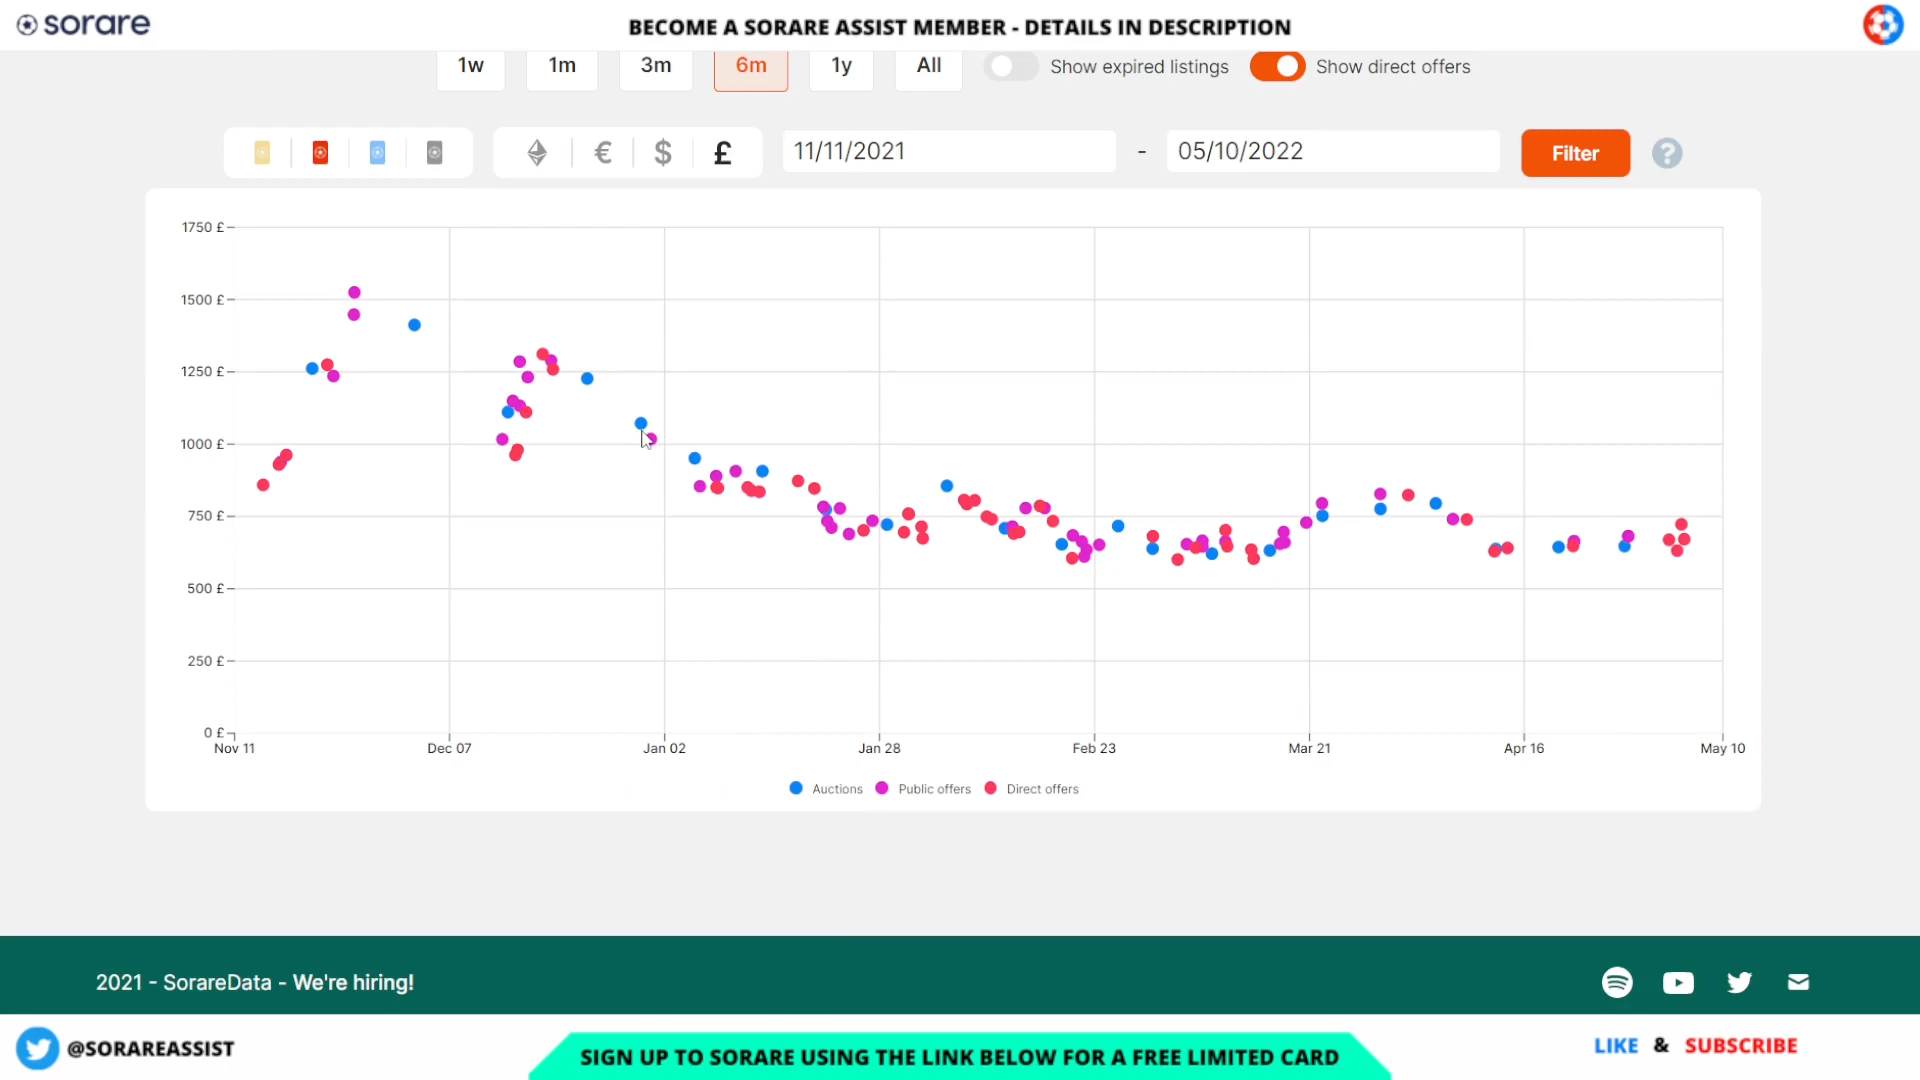 sorare
BECOME A SORARE ASSIST MEMBER - DETAILS IN DESCRIPTION
1w 1m 3m 6m 1y All Show expired listings Show direct offers
€ $ £ 11/11/2021 - 05/10/2022 Filter ?
1750 £
1500 £
1250 £
1000 £
750 £
500 £
250 £
0 £
Nov 11 Dec 07 Jan 02 Jan 28 Feb 23 Mar 21 Apr 16 May 10
Auctions Public offers Direct offers
2021 - SorareData - We're hiring!
@SORAREASSIST
SIGN UP TO SORARE USING THE LINK BELOW FOR A FREE LIMITED CARD
LIKE & SUBSCRIBE